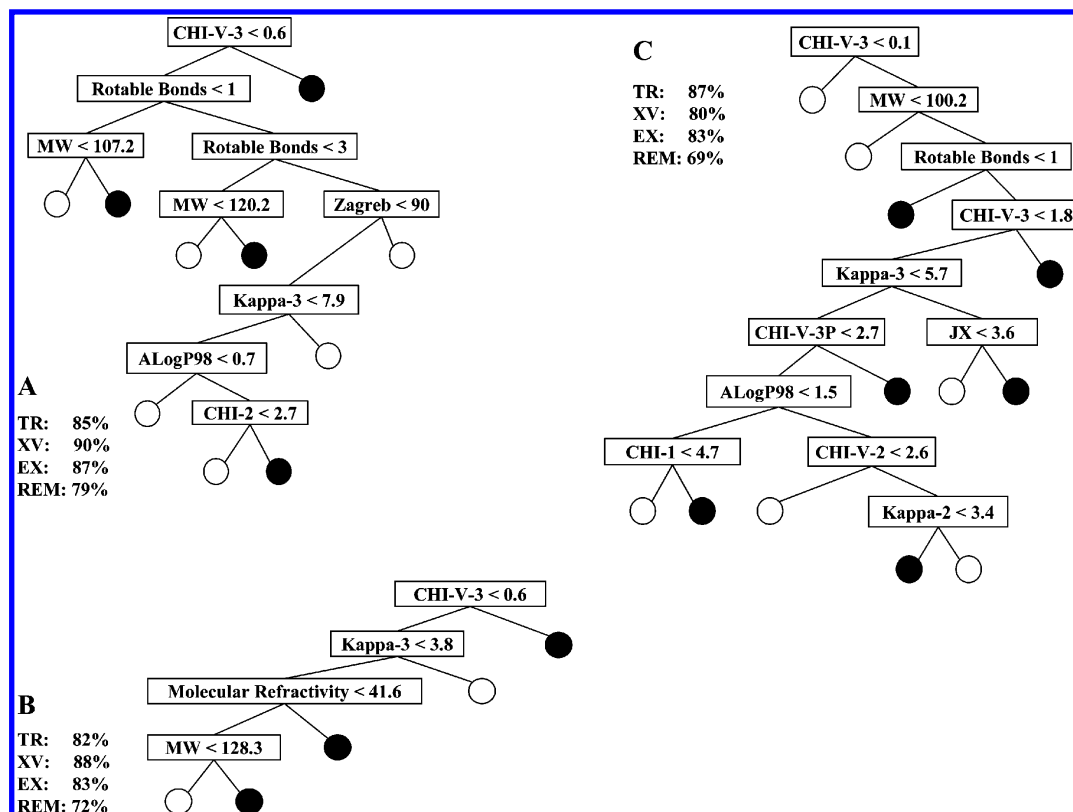 CHI-V-3 < 0.6
Rotable Bonds < 1
MW < 107.2
Rotable Bonds < 3
MW < 120.2
Zagreb < 90
Kappa-3 < 7.9
ALogP98 < 0.7
CHI-2 < 2.7
A
TR: 85%
XV: 90%
EX: 87%
REM: 79%
CHI-V-3 < 0.6
Kappa-3 < 3.8
Molecular Refractivity < 41.6
MW < 128.3
B
TR: 82%
XV: 88%
EX: 83%
REM: 72%
C
TR: 87%
XV: 80%
EX: 83%
REM: 69%
CHI-V-3 < 0.1
MW < 100.2
Rotable Bonds < 1
CHI-V-3 < 1.8
Kappa-3 < 5.7
CHI-V-3P < 2.7
JX < 3.6
ALogP98 < 1.5
CHI-1 < 4.7
CHI-V-2 < 2.6
Kappa-2 < 3.4